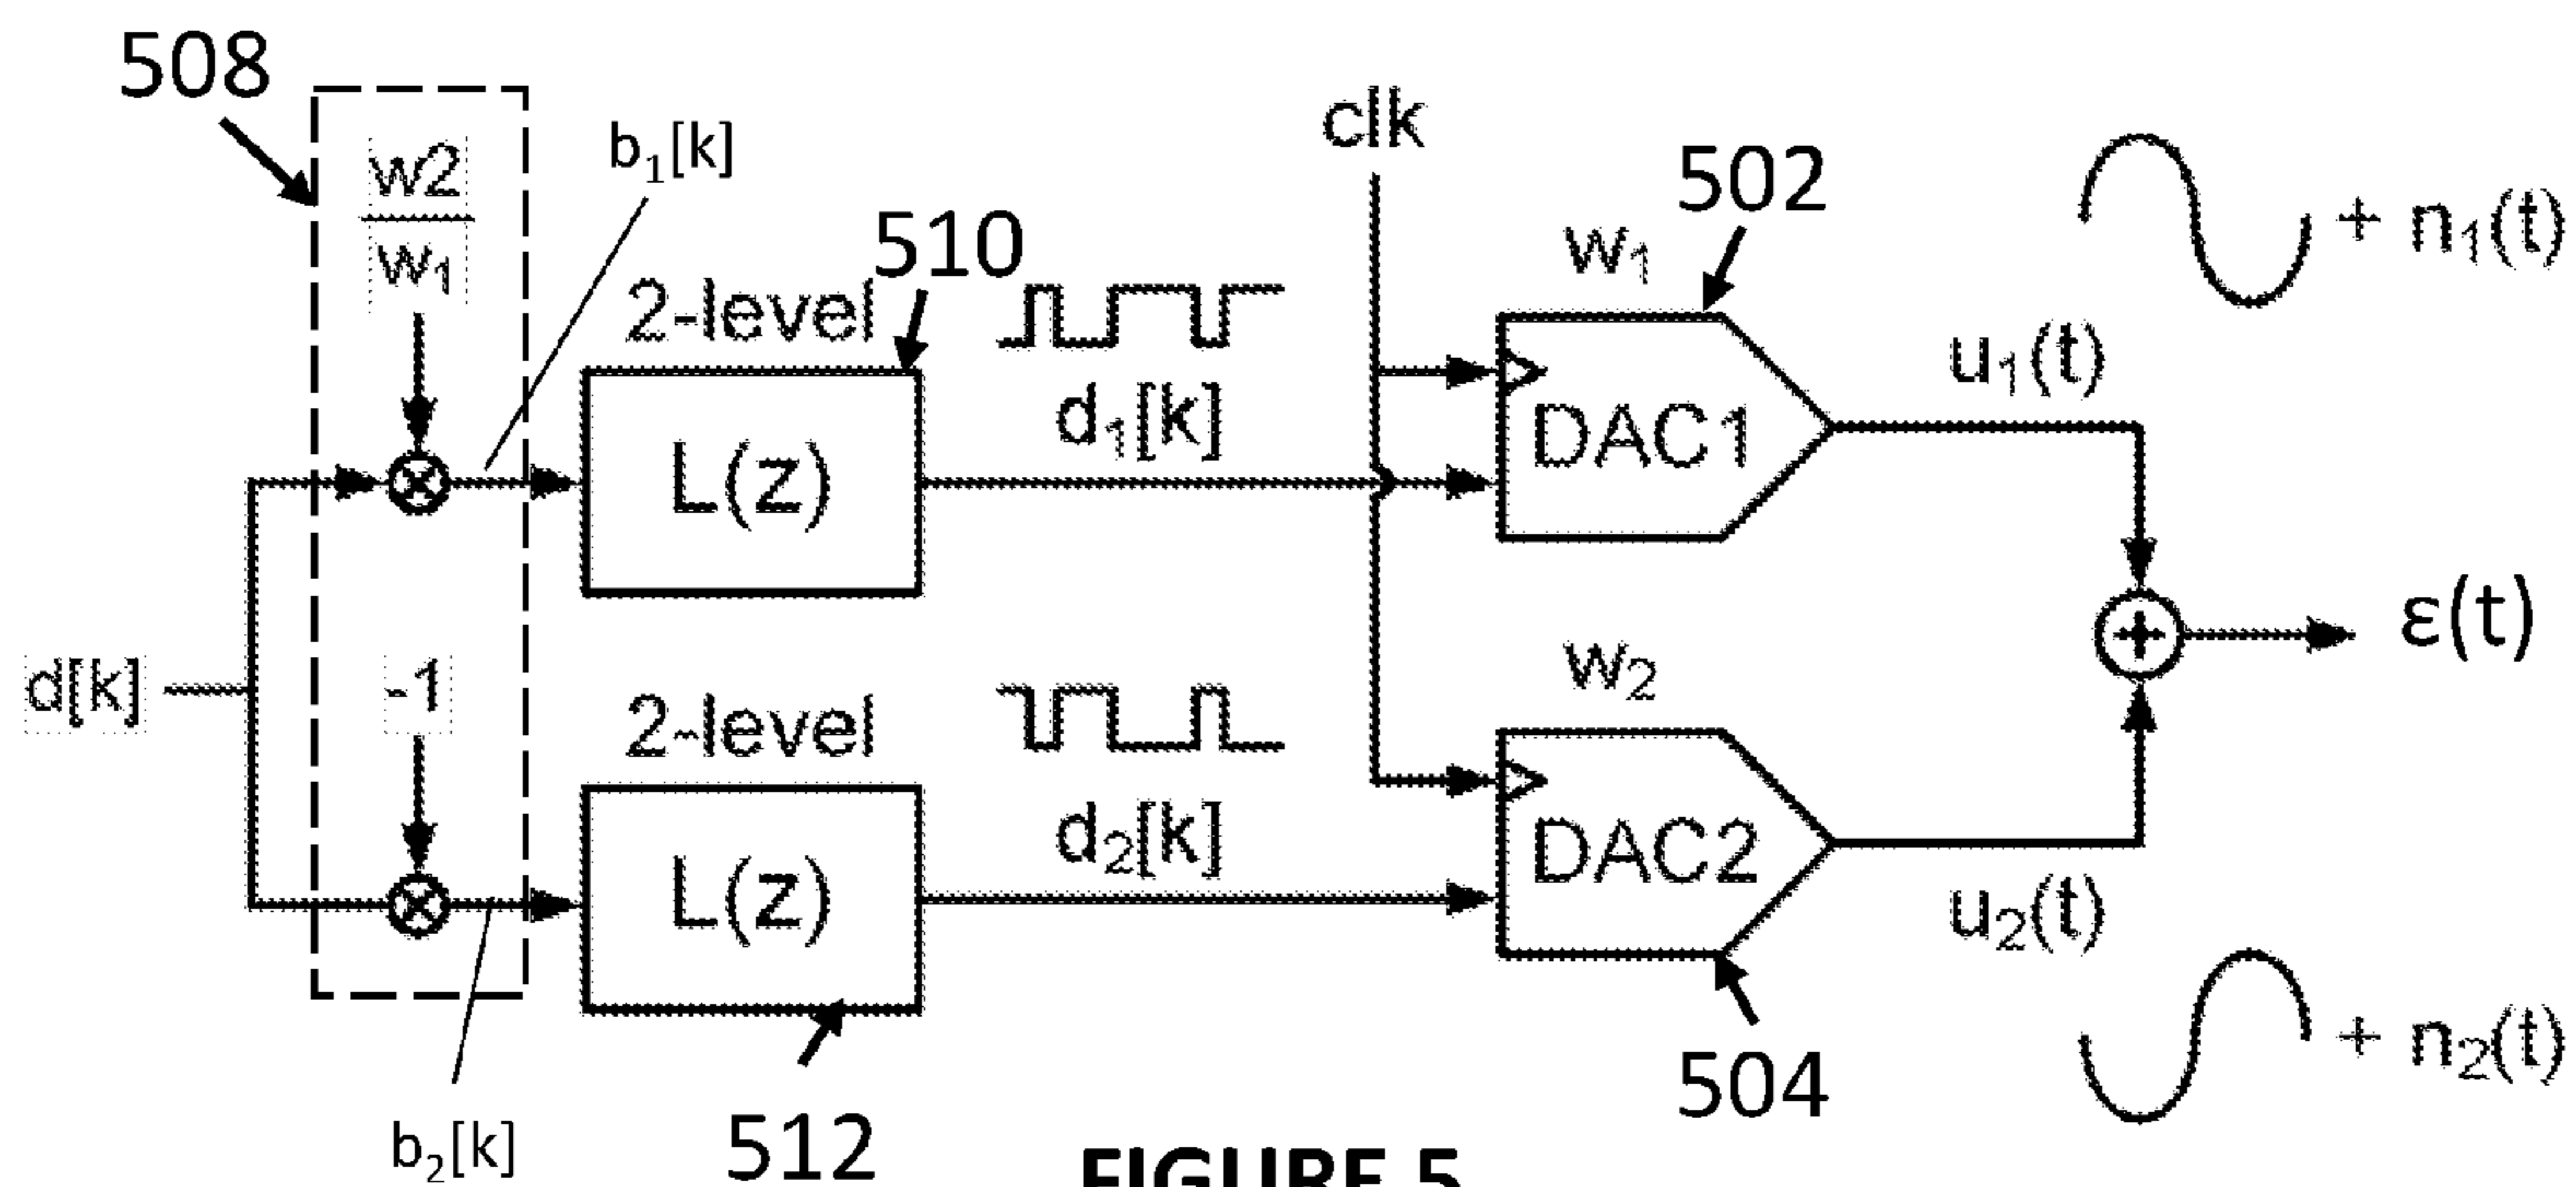 508
w2
w₁
b₁[k]
2-level
510
L(z)
d₁[k]
clk
w₁
502
DAC1
u₁(t)
+ n₁(t)
d[k]
-1
2-level
L(z)
d₂[k]
w₂
DAC2
u₂(t)
ε(t)
+ n₂(t)
b₂[k]
512
504
FIGURE 5